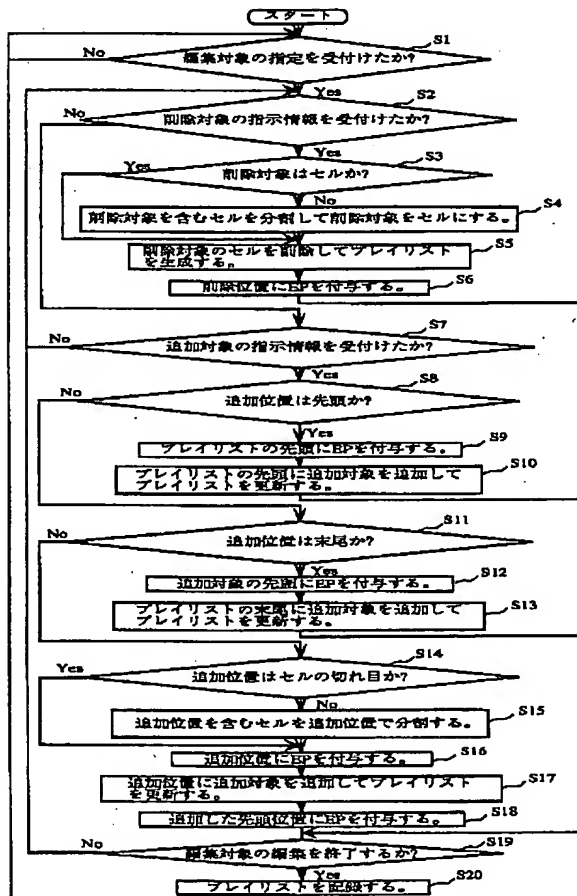 スタート
S1
編集対象の指定を受付けたか?
No
Yes
S2
削除対象の指示情報を受付けたか?
No
Yes
S3
削除対象はセルか?
Yes
No
S4
削除対象を含むセルを分割して削除対象をセルにする。
S5
削除対象のセルを削除してプレイリスト
を生成する。
S6
削除位置にEPを付与する。
S7
追加対象の指示情報を受付けたか?
No
Yes
S8
追加位置は先頭か?
No
Yes
S9
プレイリストの先頭にEPを付与する。
S10
プレイリストの先頭に追加対象を追加して
プレイリストを更新する。
S11
追加位置は末尾か?
No
Yes
S12
追加対象の先頭にEPを付与する。
S13
プレイリストの末尾に追加対象を追加して
プレイリストを更新する。
S14
追加位置はセルの切れ目か?
Yes
No
S15
追加位置を含むセルを追加位置で分割する。
S16
追加位置にEPを付与する。
S17
追加位置に追加対象を追加してプレイリスト
を更新する。
S18
追加した先頭位置にEPを付与する。
S19
編集対象の編集を終了するか?
No
Yes
S20
プレイリストを記録する。